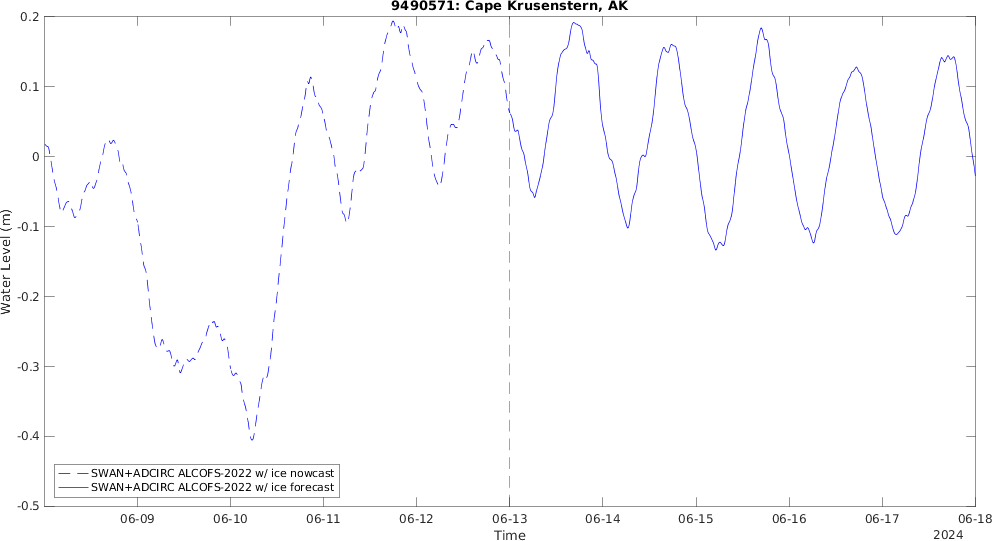 9490571: Cape Krusenstern, AK
0.2
0.1
0
-0.1
-0.2
-0.3
-0.4
-0.5
Water Level (m)
SWAN+ADCIRC ALCOFS-2022 w/ ice nowcast
SWAN+ADCIRC ALCOFS-2022 w/ ice forecast
06-09 06-10 06-11 06-12 06-13 06-14 06-15 06-16 06-17 06-18
Time
2024